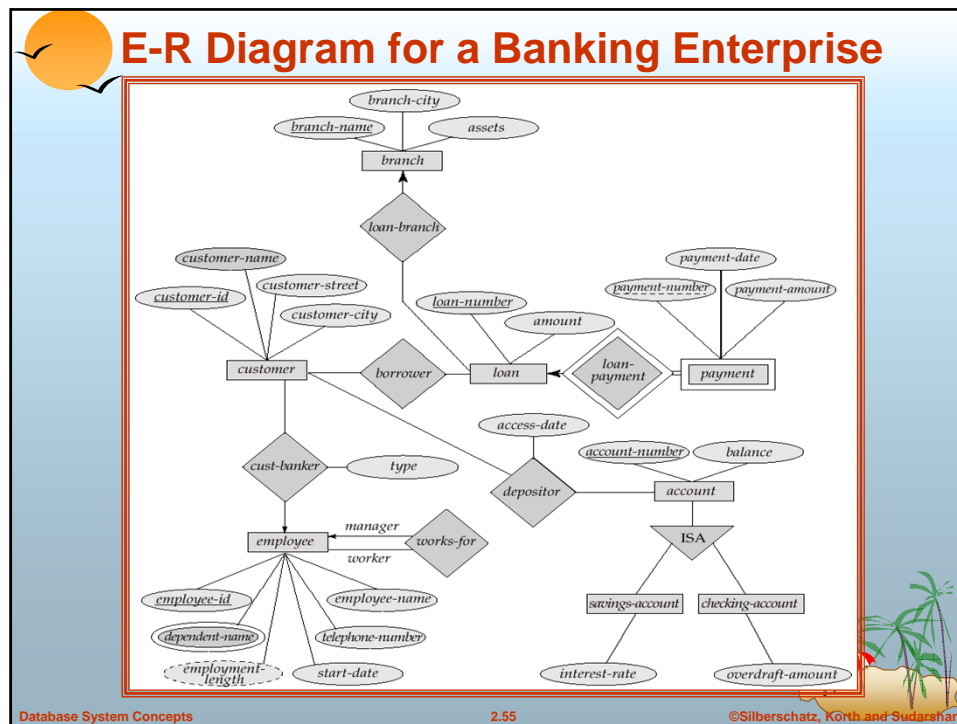 E-R Diagram for a Banking Enterprise
branch-city
branch-name
assets
branch
loan-branch
customer-name
customer-street
customer-id
customer-city
payment-date
payment-number
payment-amount
loan-number
amount
customer
borrower
loan
loan-
payment
payment
access-date
account-number
balance
cust-banker
type
depositor
account
manager
employee
works-for
worker
ISA
employee-id
employee-name
savings-account
checking-account
dependent-name
telephone-number
employment-
length
start-date
interest-rate
overdraft-amount
Database System Concepts
2.55
©Silberschatz, Korth and Sudarshan